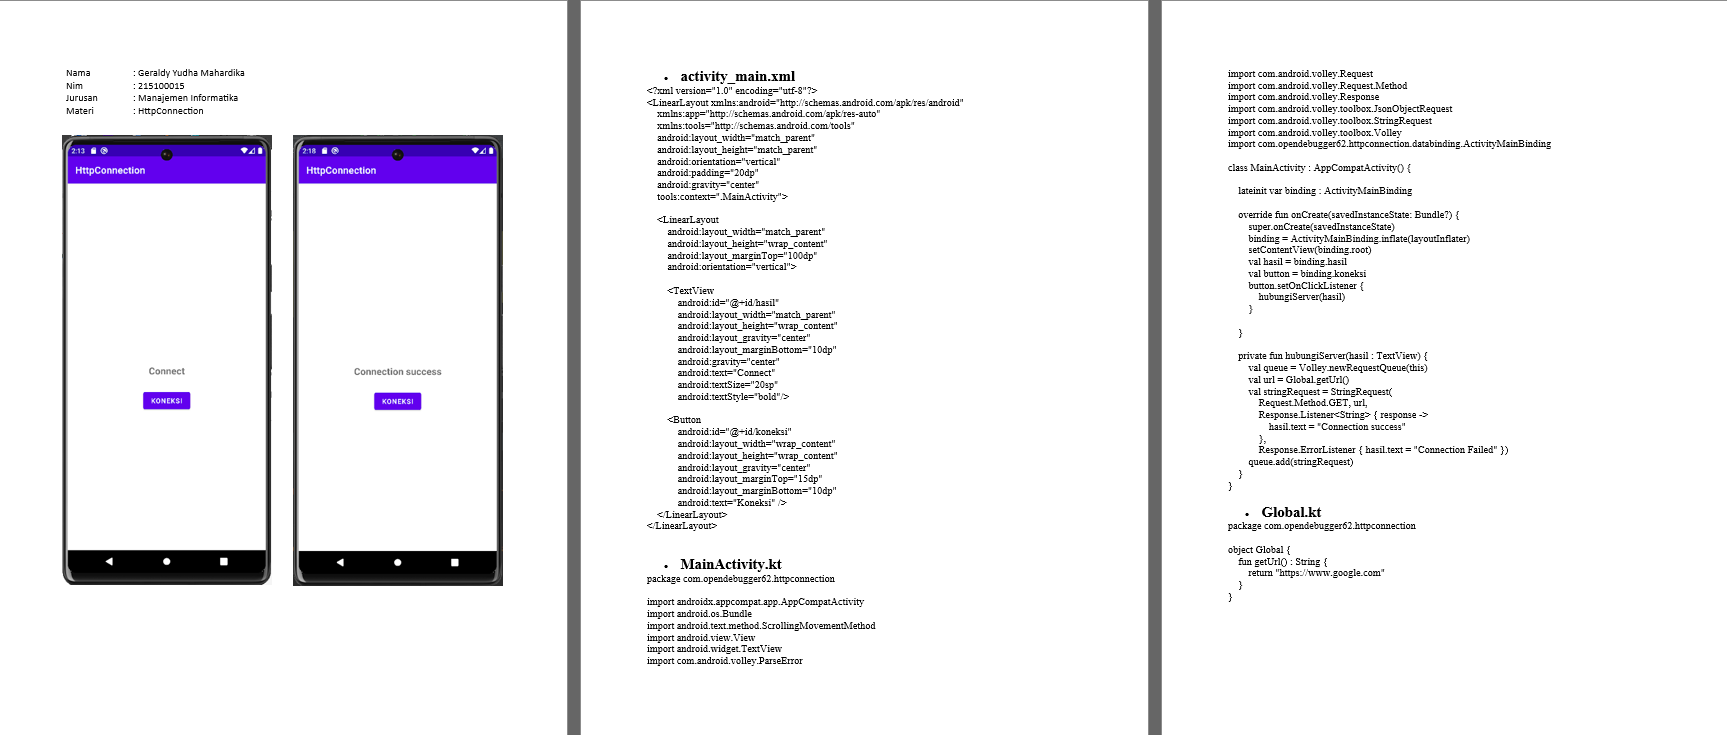 Nama : Geraldy Yudha Mahardika
Nim : 215100015
Jurusan : Manajemen Informatika
Materi : HttpConnection
2:13
HttpConnection
Connect
KONEKSI
2:18
HttpConnection
Connection success
KONEKSI
• activity_main.xml
<?xml version="1.0" encoding="utf-8"?>
<LinearLayout xmlns:android="http://schemas.android.com/apk/res/android"
xmlns:app="http://schemas.android.com/apk/res-auto"
xmlns:tools="http://schemas.android.com/tools"
android:layout_width="match_parent"
android:layout_height="match_parent"
android:orientation="vertical"
android:padding="20dp"
android:gravity="center"
tools:context=".MainActivity">
<LinearLayout
android:layout_width="match_parent"
android:layout_height="wrap_content"
android:layout_marginTop="100dp"
android:orientation="vertical">
<TextView
android:id="@+id/hasil"
android:layout_width="match_parent"
android:layout_height="wrap_content"
android:layout_gravity="center"
android:layout_marginBottom="10dp"
android:gravity="center"
android:text="Connect"
android:textSize="20sp"
android:textStyle="bold"/>
<Button
android:id="@+id/koneksi"
android:layout_width="wrap_content"
android:layout_height="wrap_content"
android:layout_gravity="center"
android:layout_marginTop="15dp"
android:layout_marginBottom="10dp"
android:text="Koneksi" />
</LinearLayout>
</LinearLayout>
• MainActivity.kt
package com.opendebugger62.httpconnection
import androidx.appcompat.app.AppCompatActivity
import android.os.Bundle
import android.text.method.ScrollingMovementMethod
import android.view.View
import android.widget.TextView
import com.android.volley.ParseError
import com.android.volley.Request
import com.android.volley.Request.Method
import com.android.volley.Response
import com.android.volley.toolbox.JsonObjectRequest
import com.android.volley.toolbox.StringRequest
import com.android.volley.toolbox.Volley
import com.opendebugger62.httpconnection.databinding.ActivityMainBinding
class MainActivity : AppCompatActivity() {
lateinit var binding : ActivityMainBinding
override fun onCreate(savedInstanceState: Bundle?) {
super.onCreate(savedInstanceState)
binding = ActivityMainBinding.inflate(layoutInflater)
setContentView(binding.root)
val hasil = binding.hasil
val button = binding.koneksi
button.setOnClickListener {
hubungiServer(hasil)
}
}
private fun hubungiServer(hasil : TextView) {
val queue = Volley.newRequestQueue(this)
val url = Global.getUrl()
val stringRequest = StringRequest(
Request.Method.GET, url,
Response.Listener<String> { response ->
hasil.text = "Connection success"
},
Response.ErrorListener { hasil.text = "Connection Failed" })
queue.add(stringRequest)
}
}
• Global.kt
package com.opendebugger62.httpconnection
object Global {
fun getUrl() : String {
return "https://www.google.com"
}
}